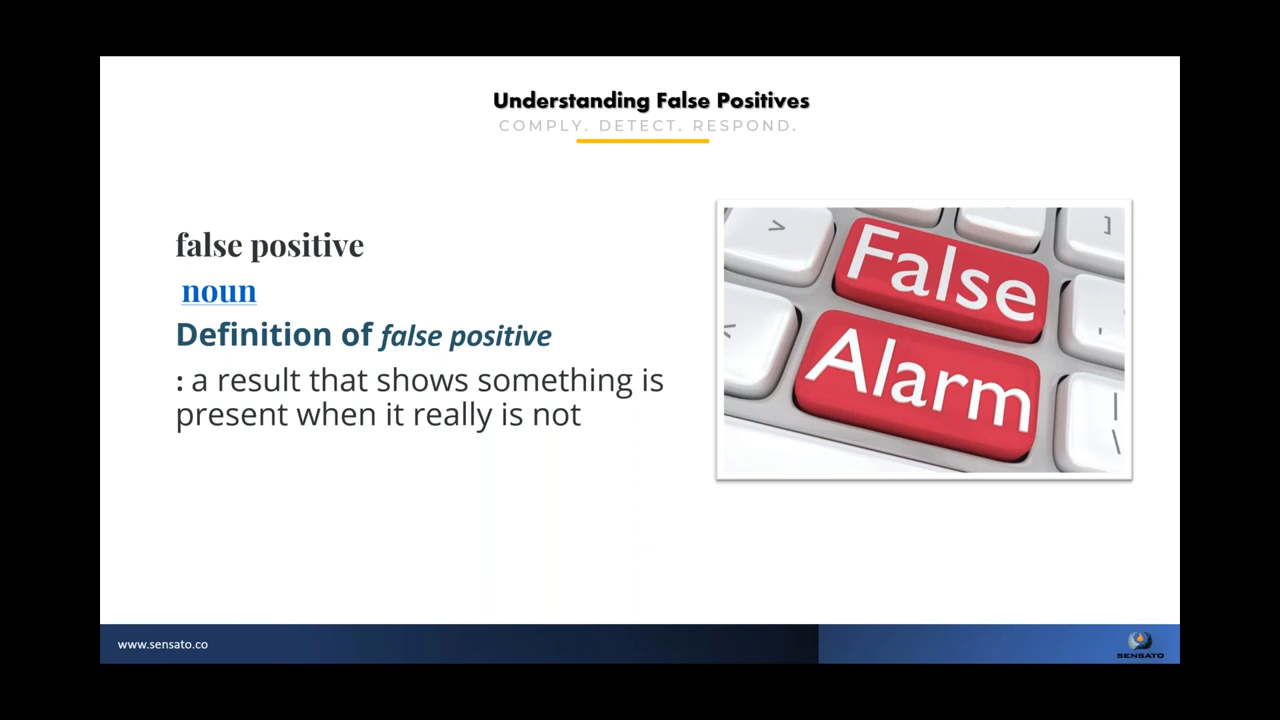 Understanding False Positives
COMPLY. DETECT. RESPOND.
false positive
noun
Definition of false positive
: a result that shows something is
present when it really is not
>
]
False
<
,
Alarm
|
\
www.sensato.co
SENSATO